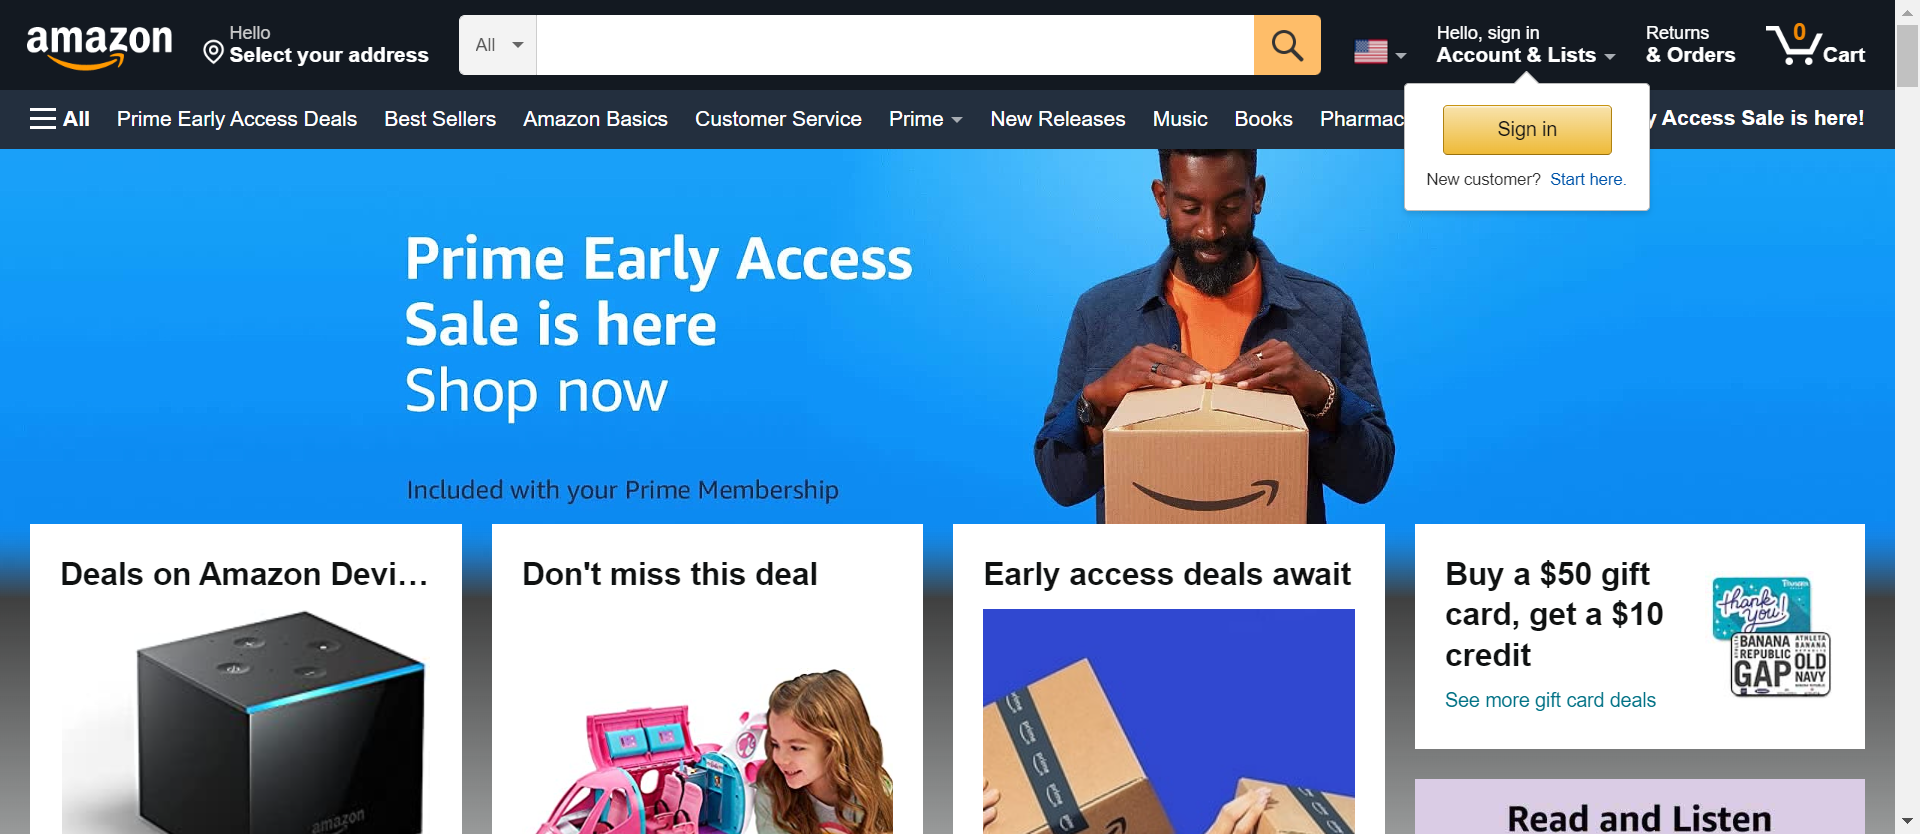 amazon
Hello
Select your address
All
Hello, sign in
Account & Lists
Returns
& Orders
0
Cart
All
Prime Early Access Deals
Best Sellers
Amazon Basics
Customer Service
Prime
New Releases
Music
Books
Pharmac
y Access Sale is here!
Sign in
New customer? Start here.
Prime Early Access
Sale is here
Shop now
Included with your Prime Membership
Deals on Amazon Devi...
Don't miss this deal
Early access deals await
Buy a $50 gift
card, get a $10
credit
See more gift card deals
thank
you!
BANANA
REPUBLIC
GAP
ATHLETA
OLD
NAVY
amazon
prime
prime
prime
Read and Listen